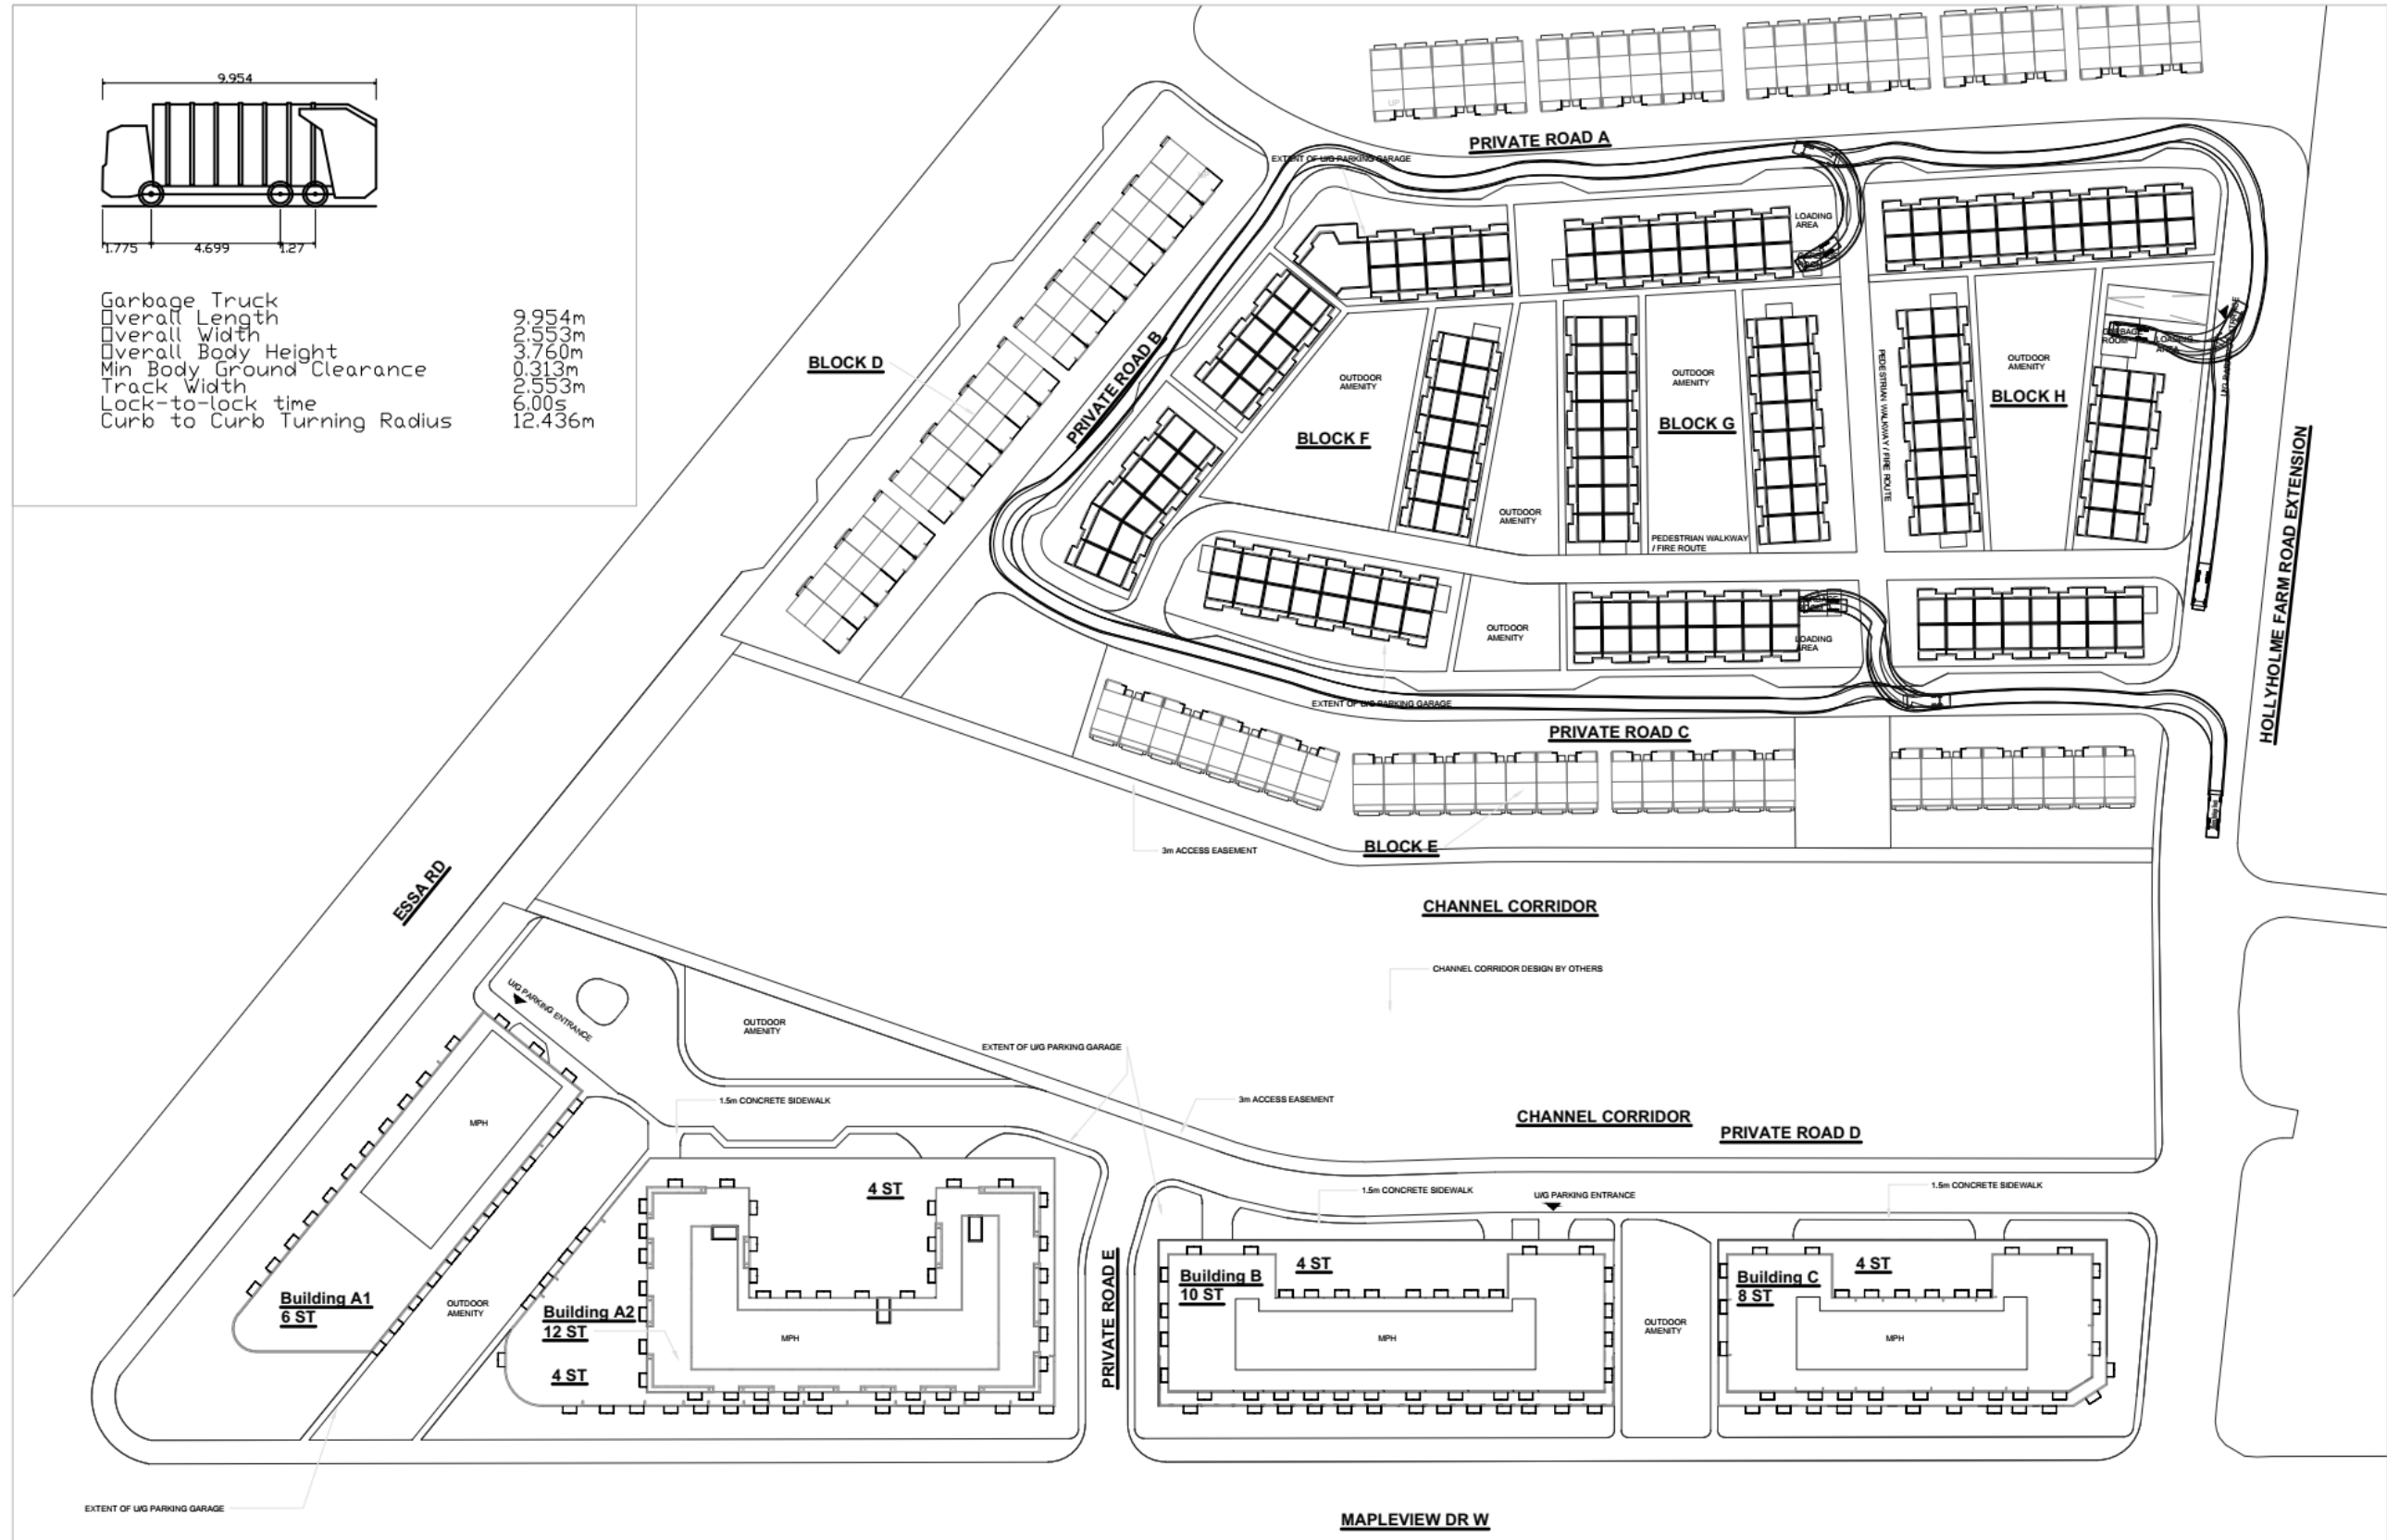 9.954
1.775
4.699
1.27
Garbage Truck
Overall Length 9.954m
Overall Width 2.553m
Overall Body Height 3.760m
Min Body Ground Clearance 0.313m
Track Width 2.553m
Lock-to-lock time 6.00s
Curb to Curb Turning Radius 12.436m
UP
PRIVATE ROAD A
EXTENT OF U/G PARKING GARAGE
LOADING
AREA
BLOCK D
PRIVATE ROAD B
OUTDOOR
AMENITY
BLOCK F
OUTDOOR
AMENITY
BLOCK G
PEDESTRIAN WALKWAY / FIRE ROUTE
OUTDOOR
AMENITY
BLOCK H
GARBAGE
ROOM
LOADING
AREA
OUTDOOR
AMENITY
PEDESTRIAN WALKWAY
/ FIRE ROUTE
HOLLYHOLME FARM ROAD EXTENSION
OUTDOOR
AMENITY
LOADING
AREA
EXTENT OF U/G PARKING GARAGE
PRIVATE ROAD C
BLOCK E
3m ACCESS EASEMENT
ESSA RD
CHANNEL CORRIDOR
CHANNEL CORRIDOR DESIGN BY OTHERS
U/G PARKING ENTRANCE
OUTDOOR
AMENITY
EXTENT OF U/G PARKING GARAGE
1.5m CONCRETE SIDEWALK
3m ACCESS EASEMENT
CHANNEL CORRIDOR
PRIVATE ROAD D
MPH
4 ST
1.5m CONCRETE SIDEWALK
U/G PARKING ENTRANCE
1.5m CONCRETE SIDEWALK
Building A1
6 ST
OUTDOOR
AMENITY
Building A2
12 ST
4 ST
MPH
PRIVATE ROAD E
Building B
10 ST
4 ST
MPH
OUTDOOR
AMENITY
Building C
8 ST
4 ST
MPH
EXTENT OF U/G PARKING GARAGE
MAPLEVIEW DR W